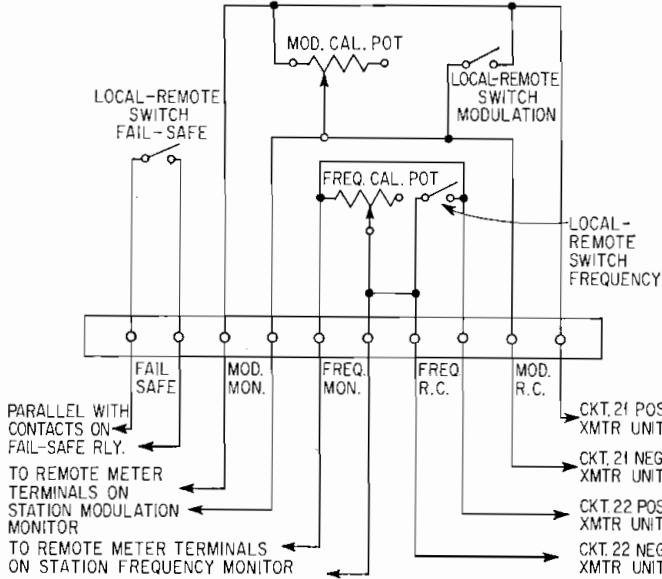 MOD. CAL. POT
LOCAL-REMOTE
SWITCH
MODULATION
LOCAL-REMOTE
SWITCH
FAIL-SAFE
FREQ. CAL. POT
LOCAL-
REMOTE
SWITCH
FREQUENCY
FAIL
SAFE
MOD.
MON.
FREQ.
MON.
FREQ
R.C.
MOD.
R.C.
PARALLEL WITH
CONTACTS ON
FAIL-SAFE RLY.
TO REMOTE METER
TERMINALS ON
STATION MODULATION
MONITOR
TO REMOTE METER TERMINALS
ON STATION FREQUENCY MONITOR
CKT. 21 POS
XMTR UNIT
CKT. 21 NEG
XMTR UNIT
CKT. 22 POS
XMTR UNIT
CKT. 22 NEG
XMTR UNIT